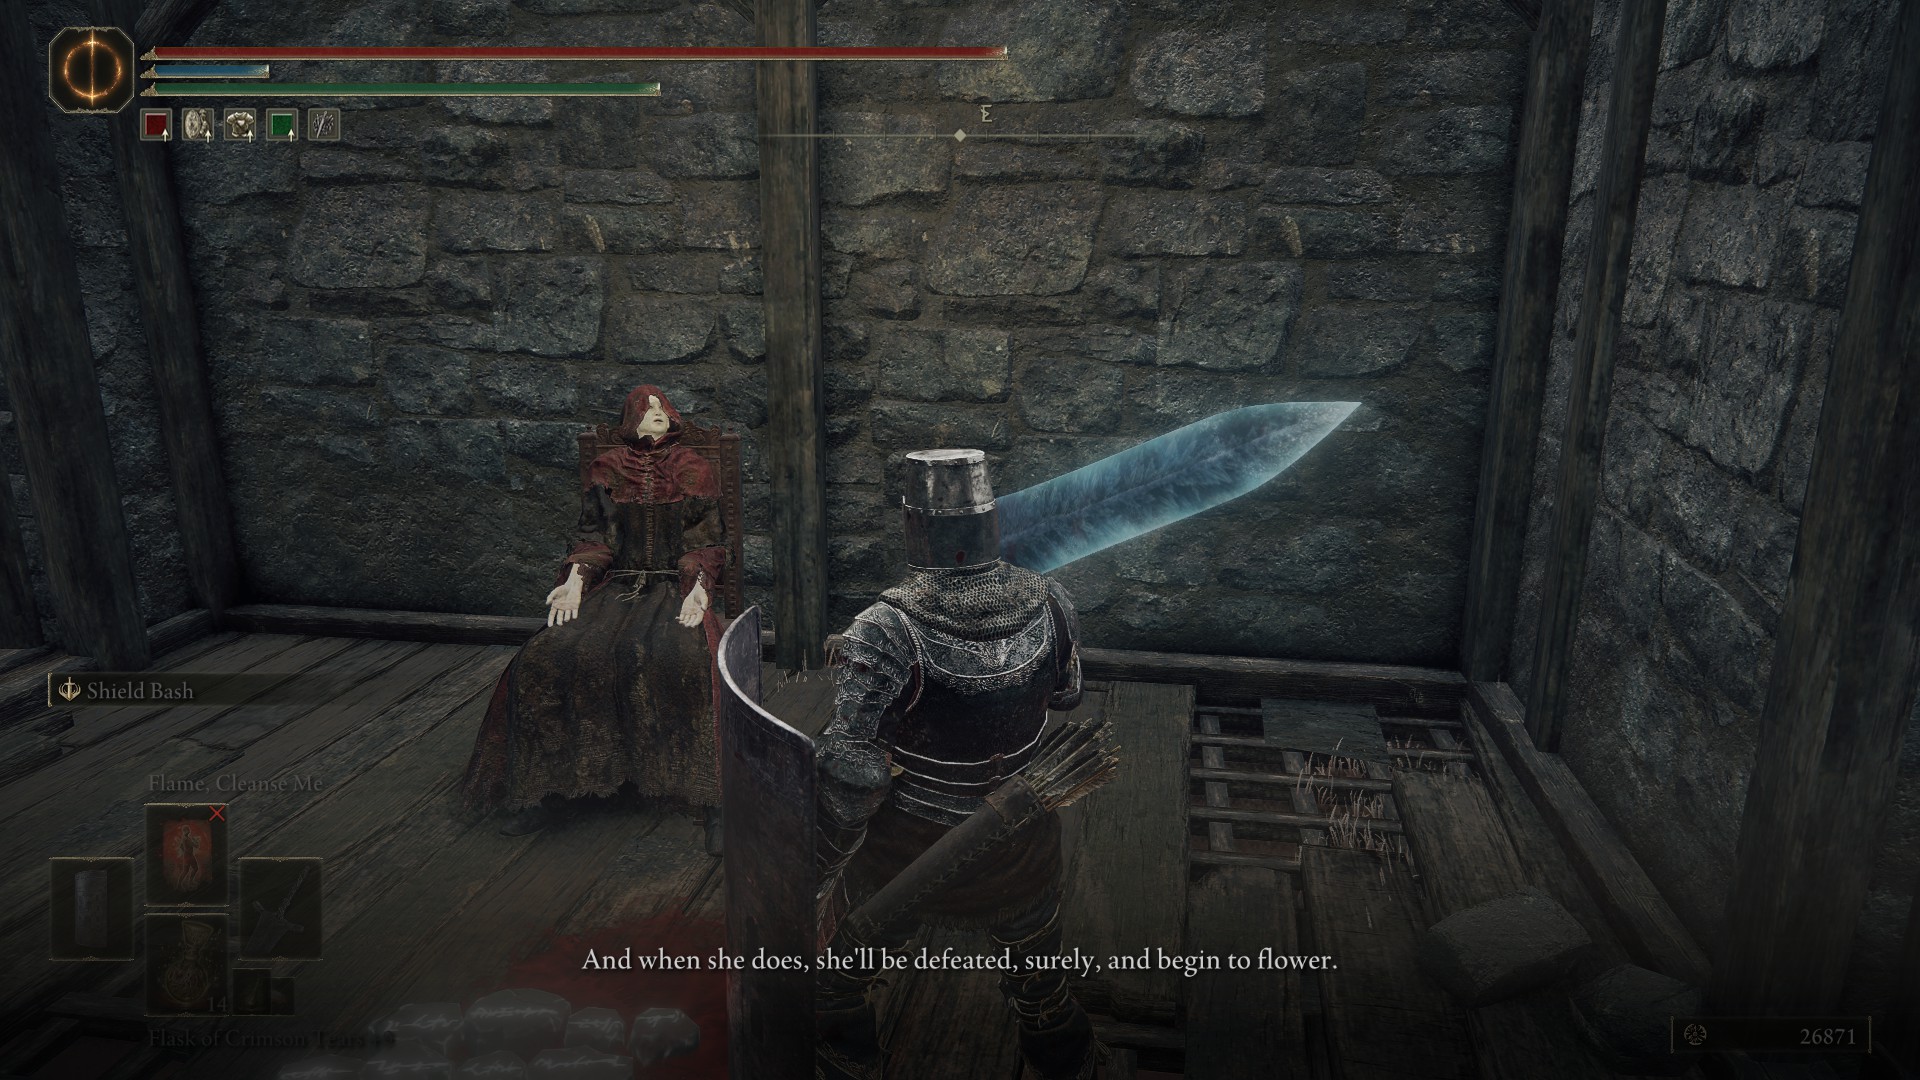 E
Shield Bash
Flame, Cleanse Me
And when she does, she'll be defeated, surely, and begin to flower.
14
Flask of Crimson Tears
26871